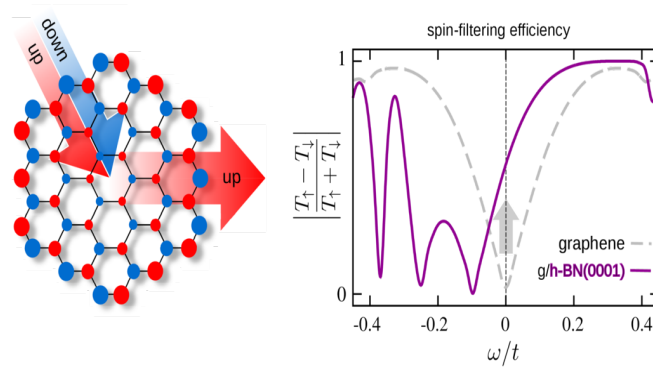 up
down
up
spin-filtering efficiency
1
0
|T↑ − T↓ / T↑ + T↓|
graphene
g/h-BN(0001)
-0.4 -0.2 0 0.2 0.4
ω/t